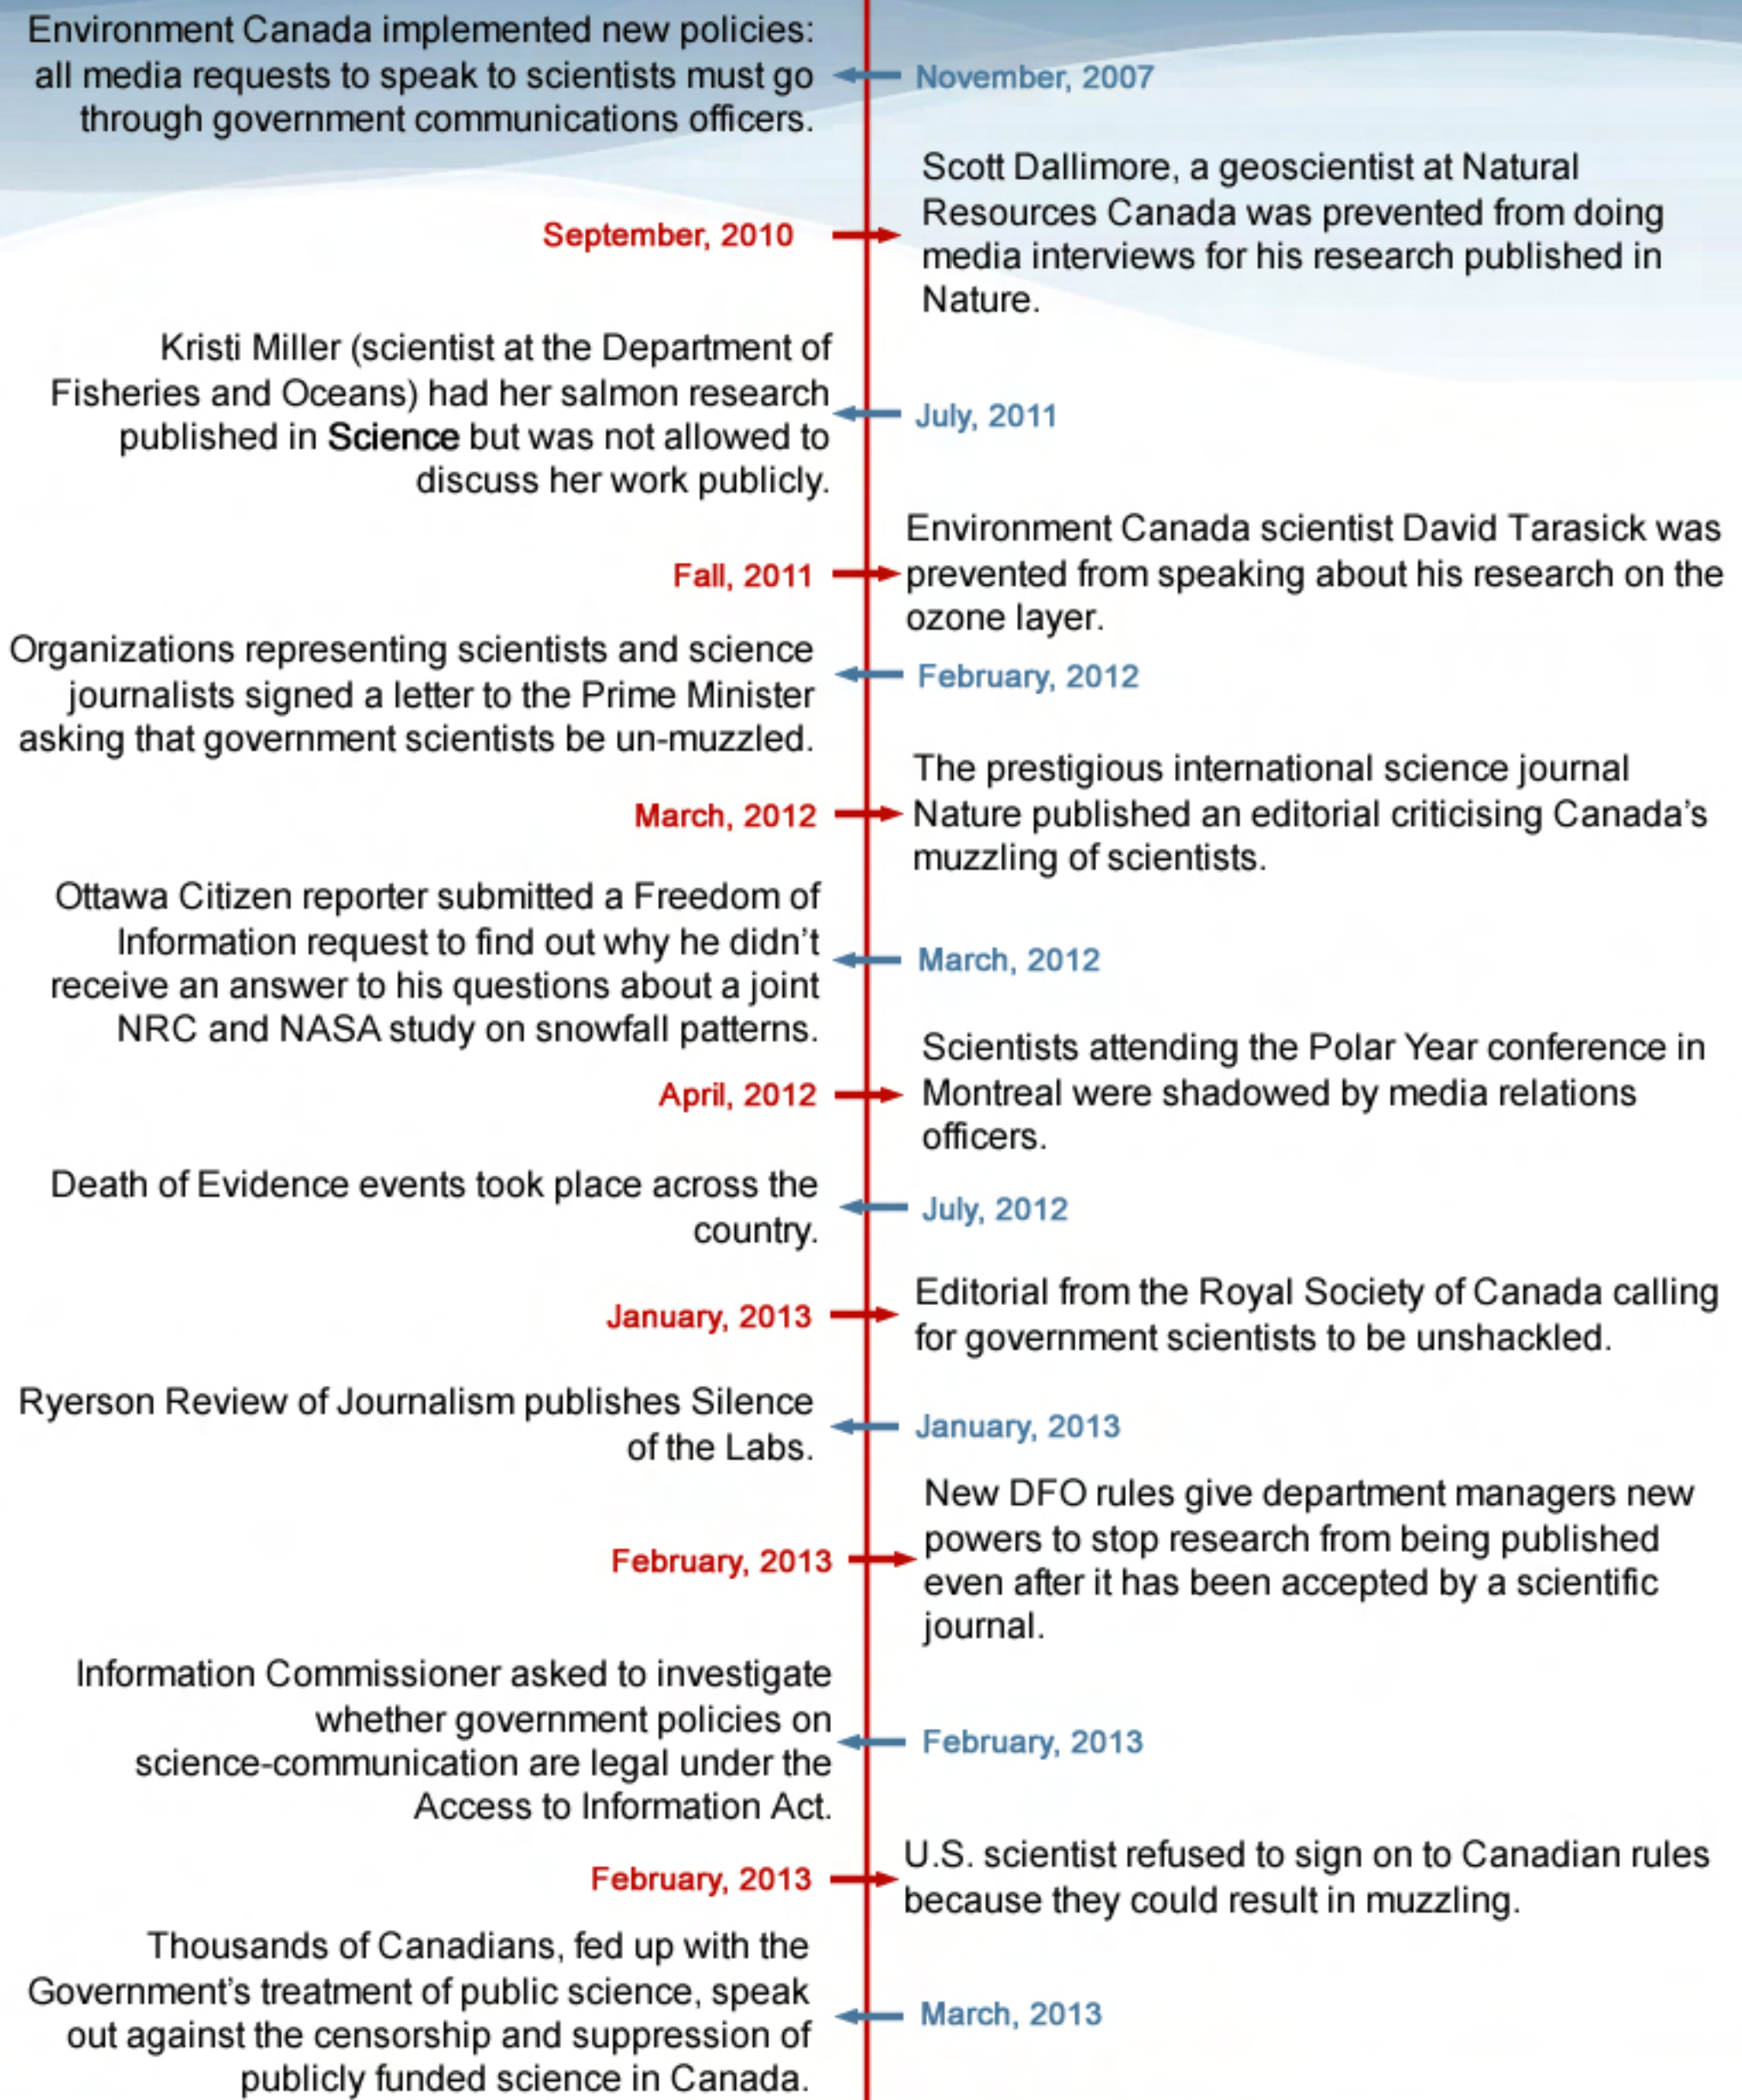 Environment Canada implemented new policies:
all media requests to speak to scientists must go
through government communications officers.
November, 2007
September, 2010
Scott Dallimore, a geoscientist at Natural
Resources Canada was prevented from doing
media interviews for his research published in
Nature.
Kristi Miller (scientist at the Department of
Fisheries and Oceans) had her salmon research
published in Science but was not allowed to
discuss her work publicly.
July, 2011
Fall, 2011
Environment Canada scientist David Tarasick was
prevented from speaking about his research on the
ozone layer.
Organizations representing scientists and science
journalists signed a letter to the Prime Minister
asking that government scientists be un-muzzled.
February, 2012
March, 2012
The prestigious international science journal
Nature published an editorial criticising Canada's
muzzling of scientists.
Ottawa Citizen reporter submitted a Freedom of
Information request to find out why he didn't
receive an answer to his questions about a joint
NRC and NASA study on snowfall patterns.
March, 2012
April, 2012
Scientists attending the Polar Year conference in
Montreal were shadowed by media relations
officers.
Death of Evidence events took place across the
country.
July, 2012
January, 2013
Editorial from the Royal Society of Canada calling
for government scientists to be unshackled.
Ryerson Review of Journalism publishes Silence
of the Labs.
January, 2013
February, 2013
New DFO rules give department managers new
powers to stop research from being published
even after it has been accepted by a scientific
journal.
Information Commissioner asked to investigate
whether government policies on
science-communication are legal under the
Access to Information Act.
February, 2013
February, 2013
U.S. scientist refused to sign on to Canadian rules
because they could result in muzzling.
Thousands of Canadians, fed up with the
Government's treatment of public science, speak
out against the censorship and suppression of
publicly funded science in Canada.
March, 2013